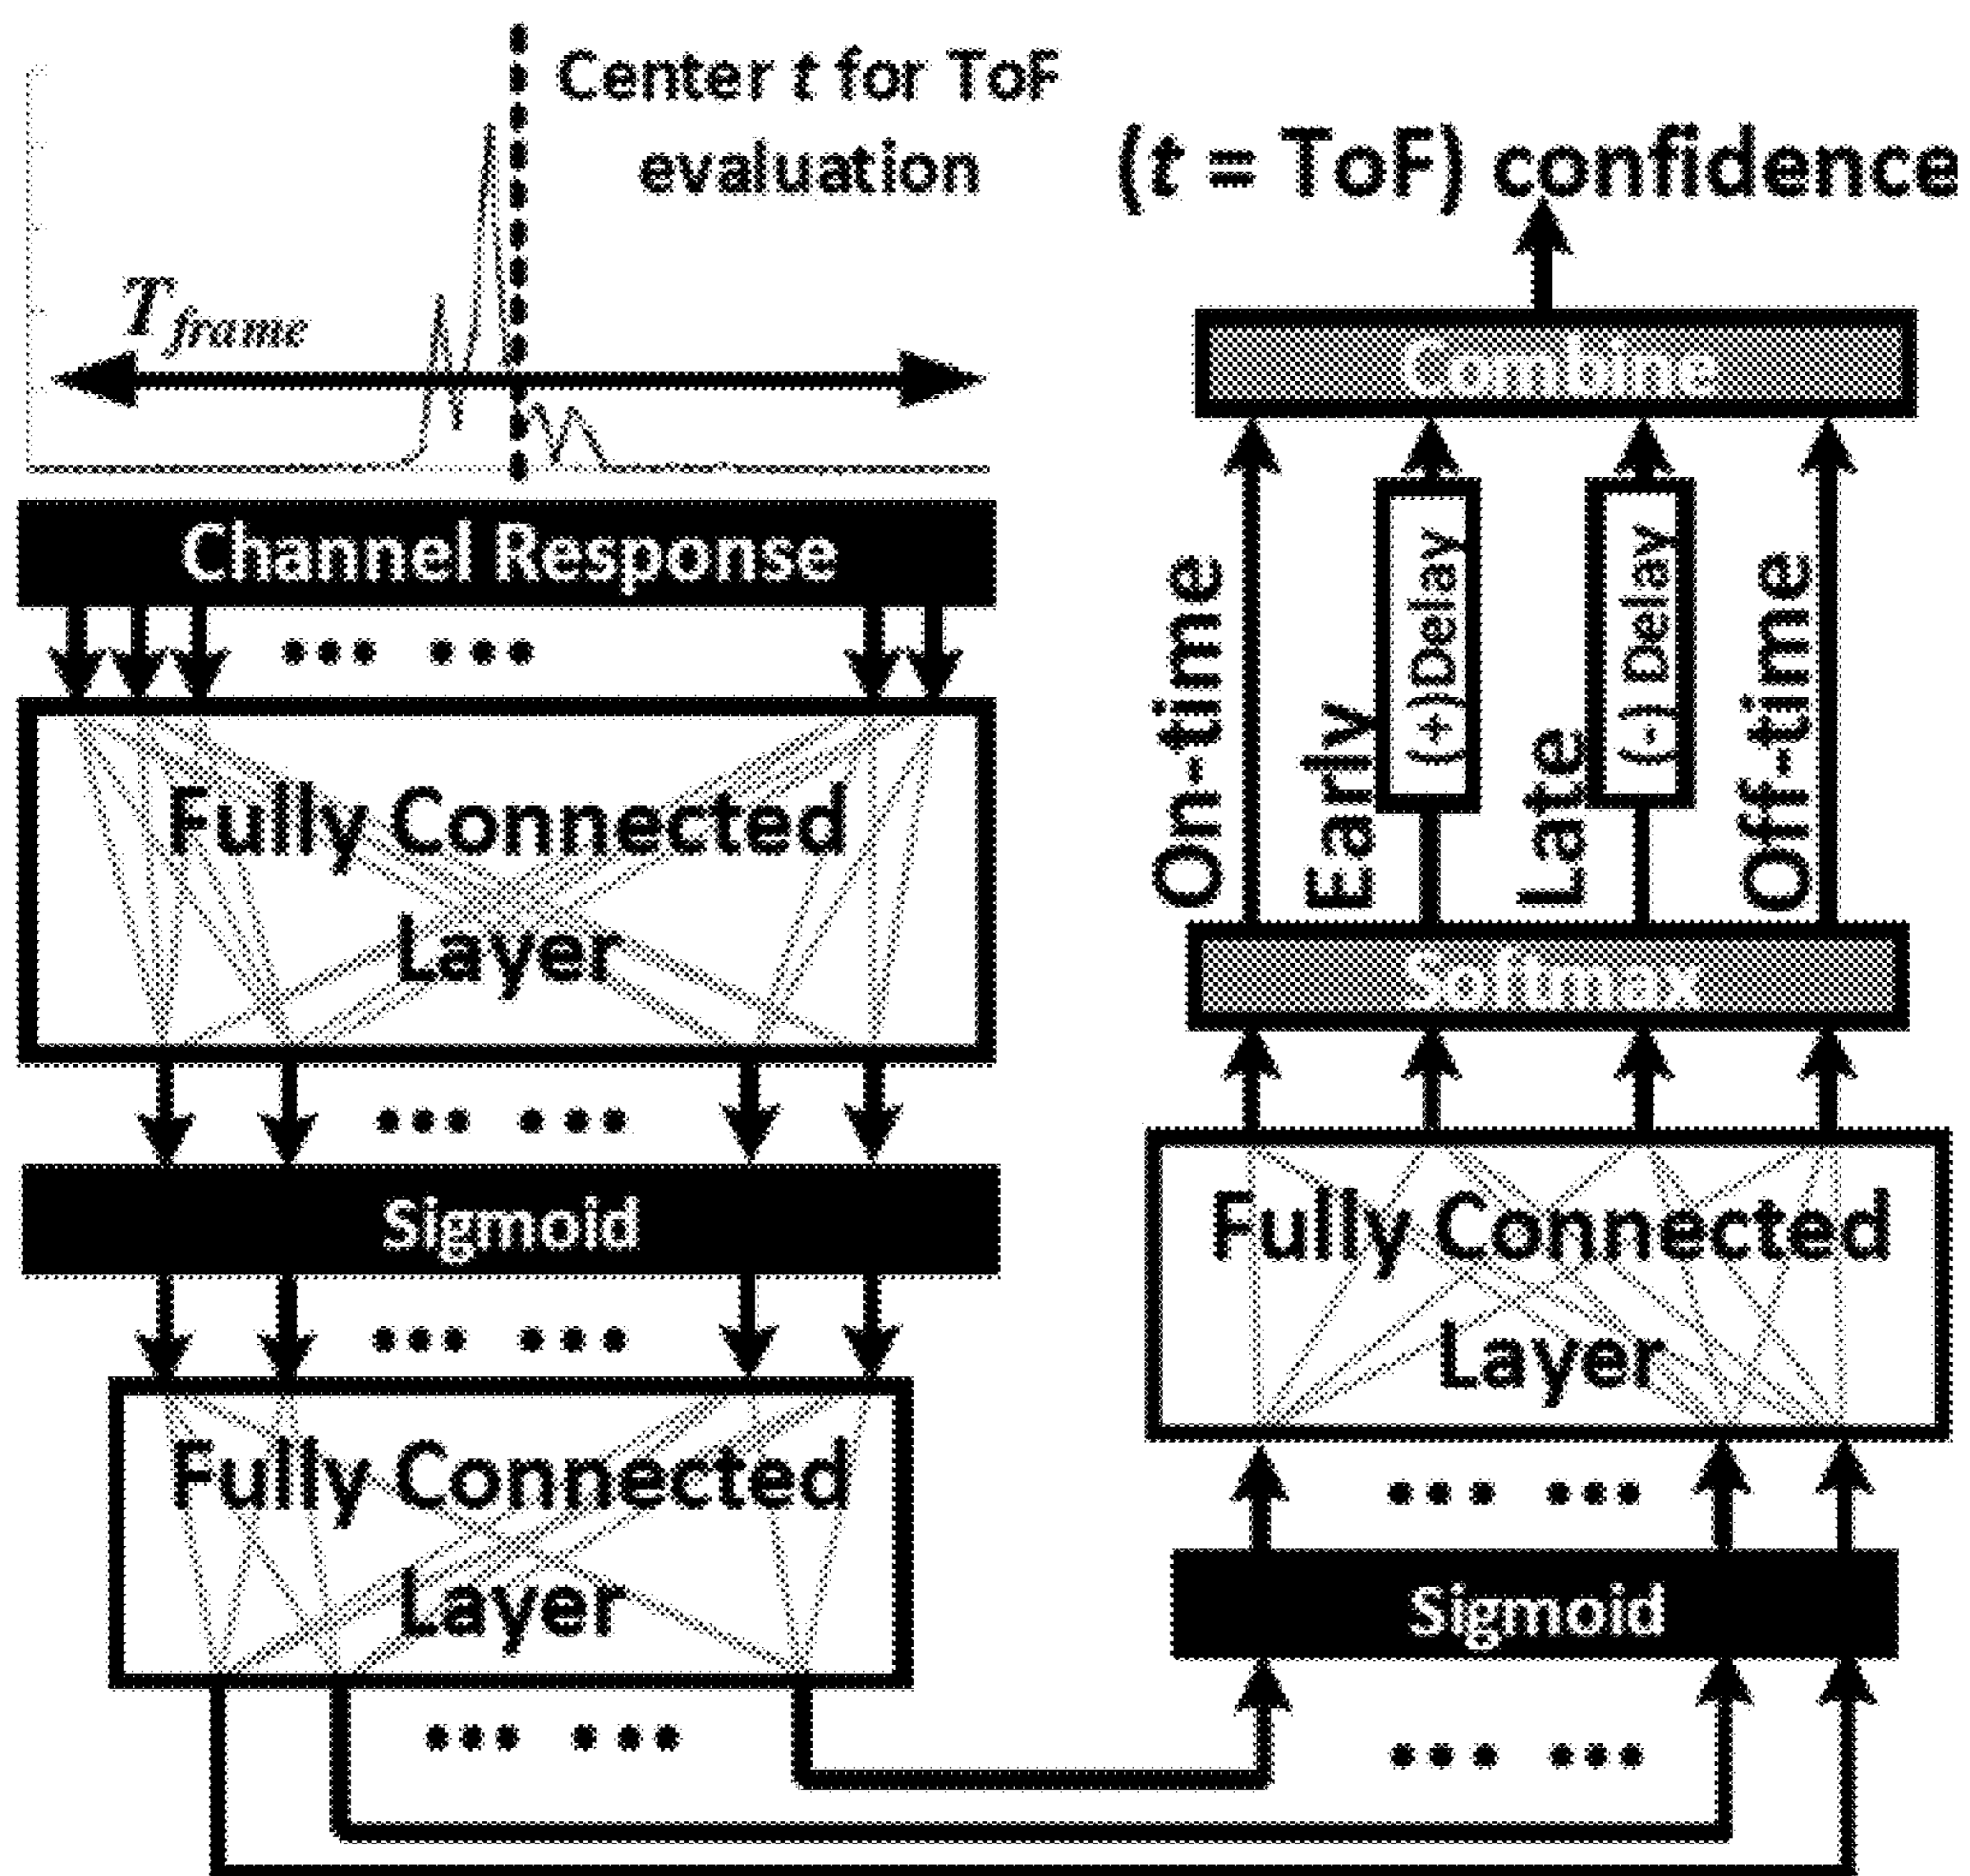 Center t for ToF
evaluation
T frame
Channel Response
Fully Connected
Layer
Sigmoid
Fully Connected
Layer
(t = ToF) confidence
Combine
On-time
Early
(+)Delay
Late
(-) Delay
Off-time
Softmax
Fully Connected
Layer
Sigmoid